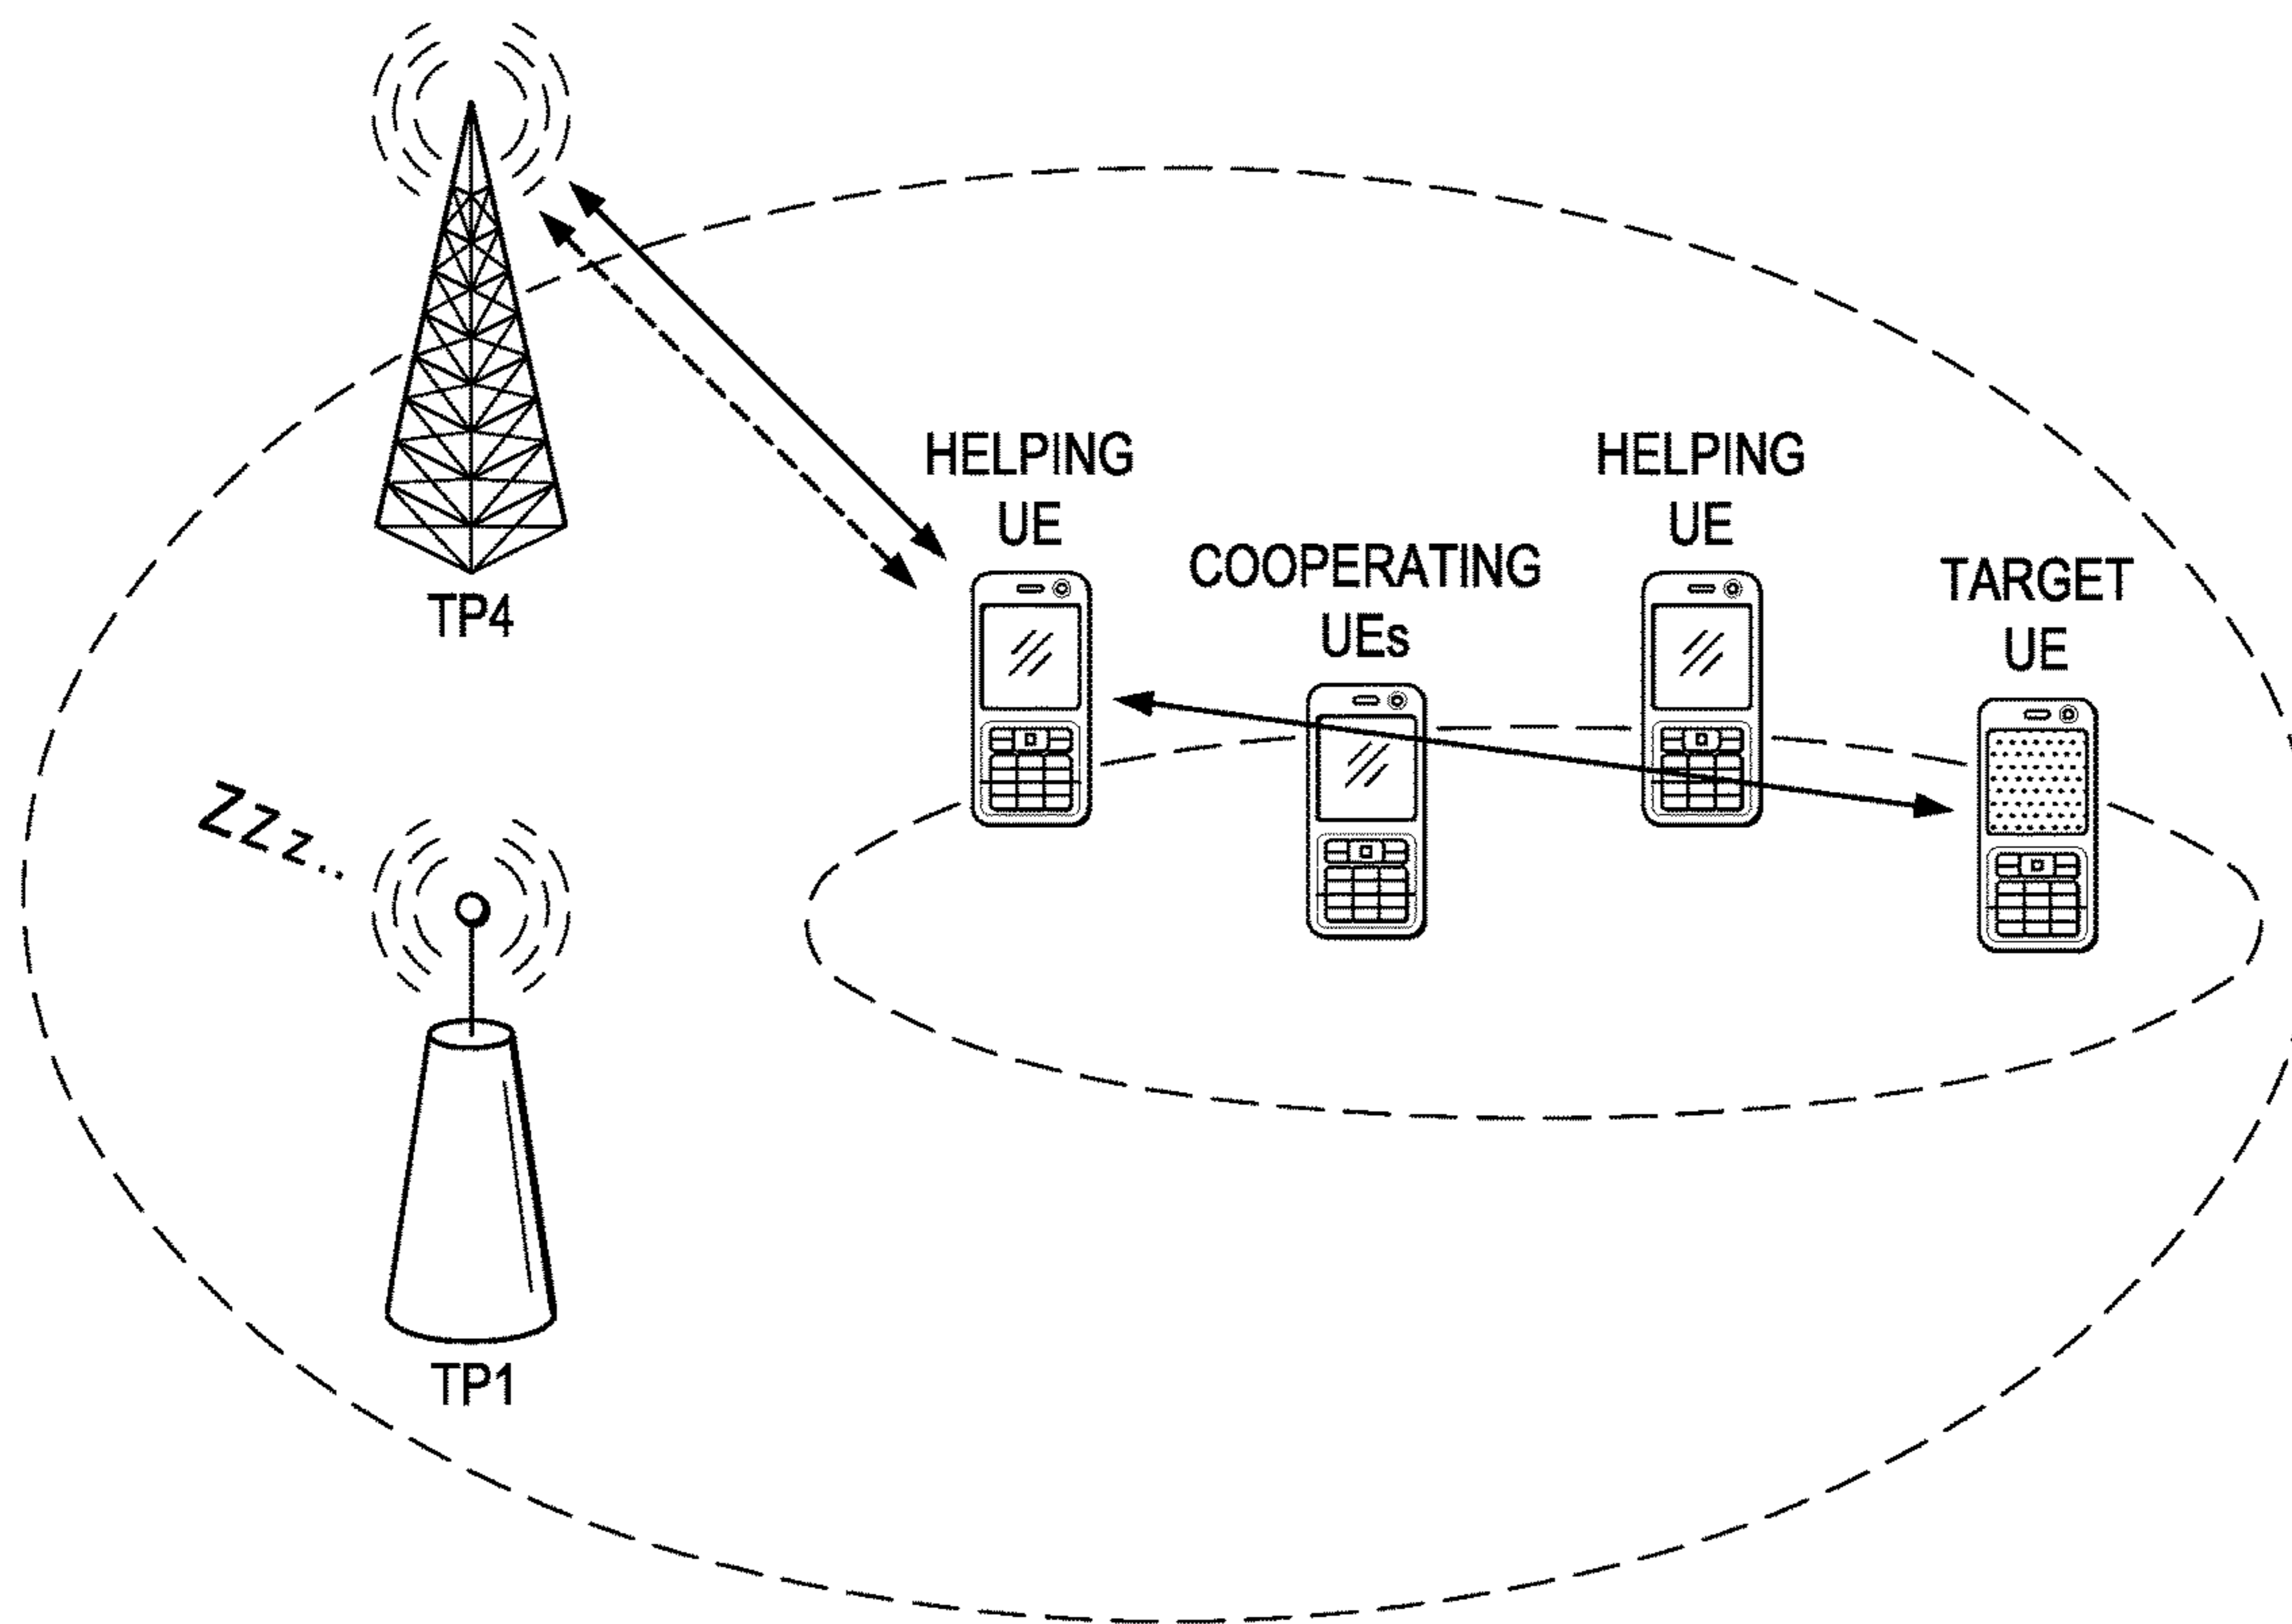 HELPING
UE
HELPING
UE
COOPERATING
UEs
TARGET
UE
TP4
ZZz..
TP1